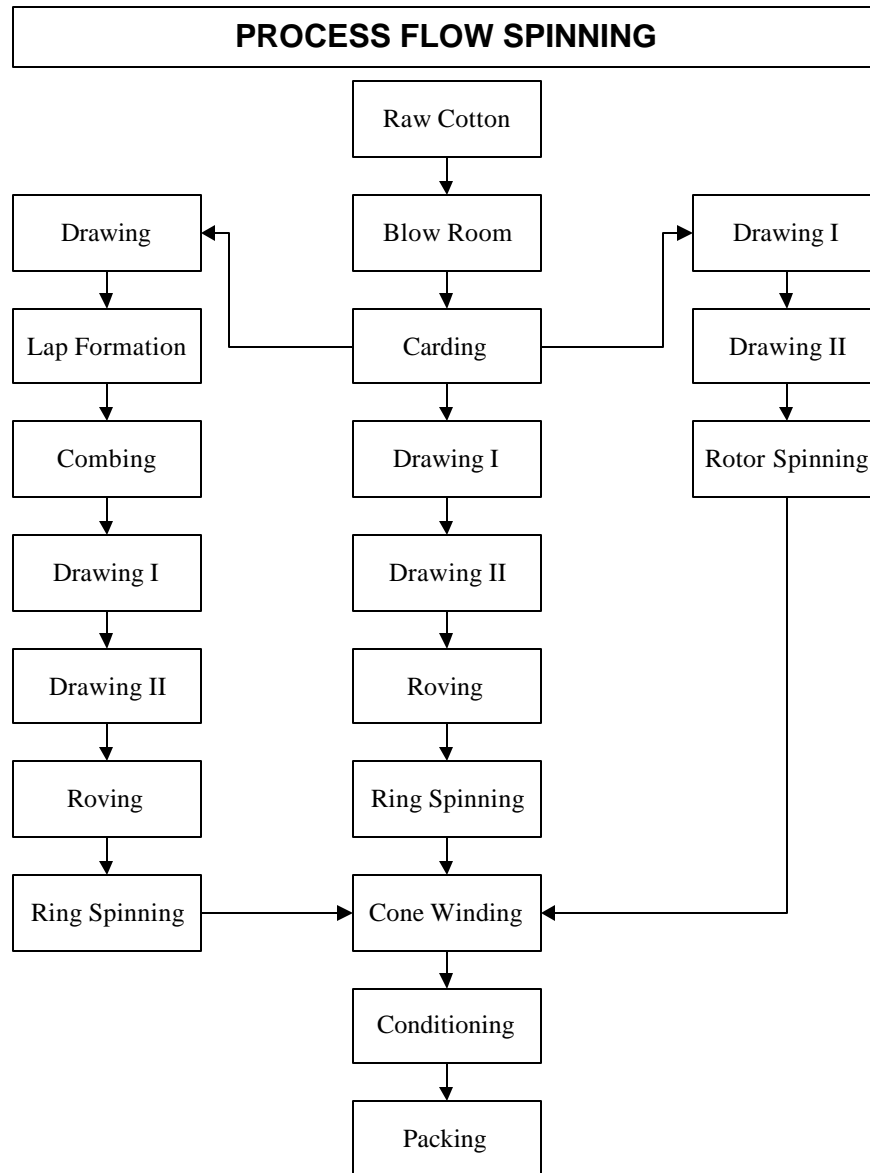 PROCESS FLOW SPINNING
Raw Cotton
Drawing
Blow Room
Drawing I
Lap Formation
Carding
Drawing II
Combing
Drawing I
Rotor Spinning
Drawing I
Drawing II
Drawing II
Roving
Roving
Ring Spinning
Ring Spinning
Cone Winding
Conditioning
Packing